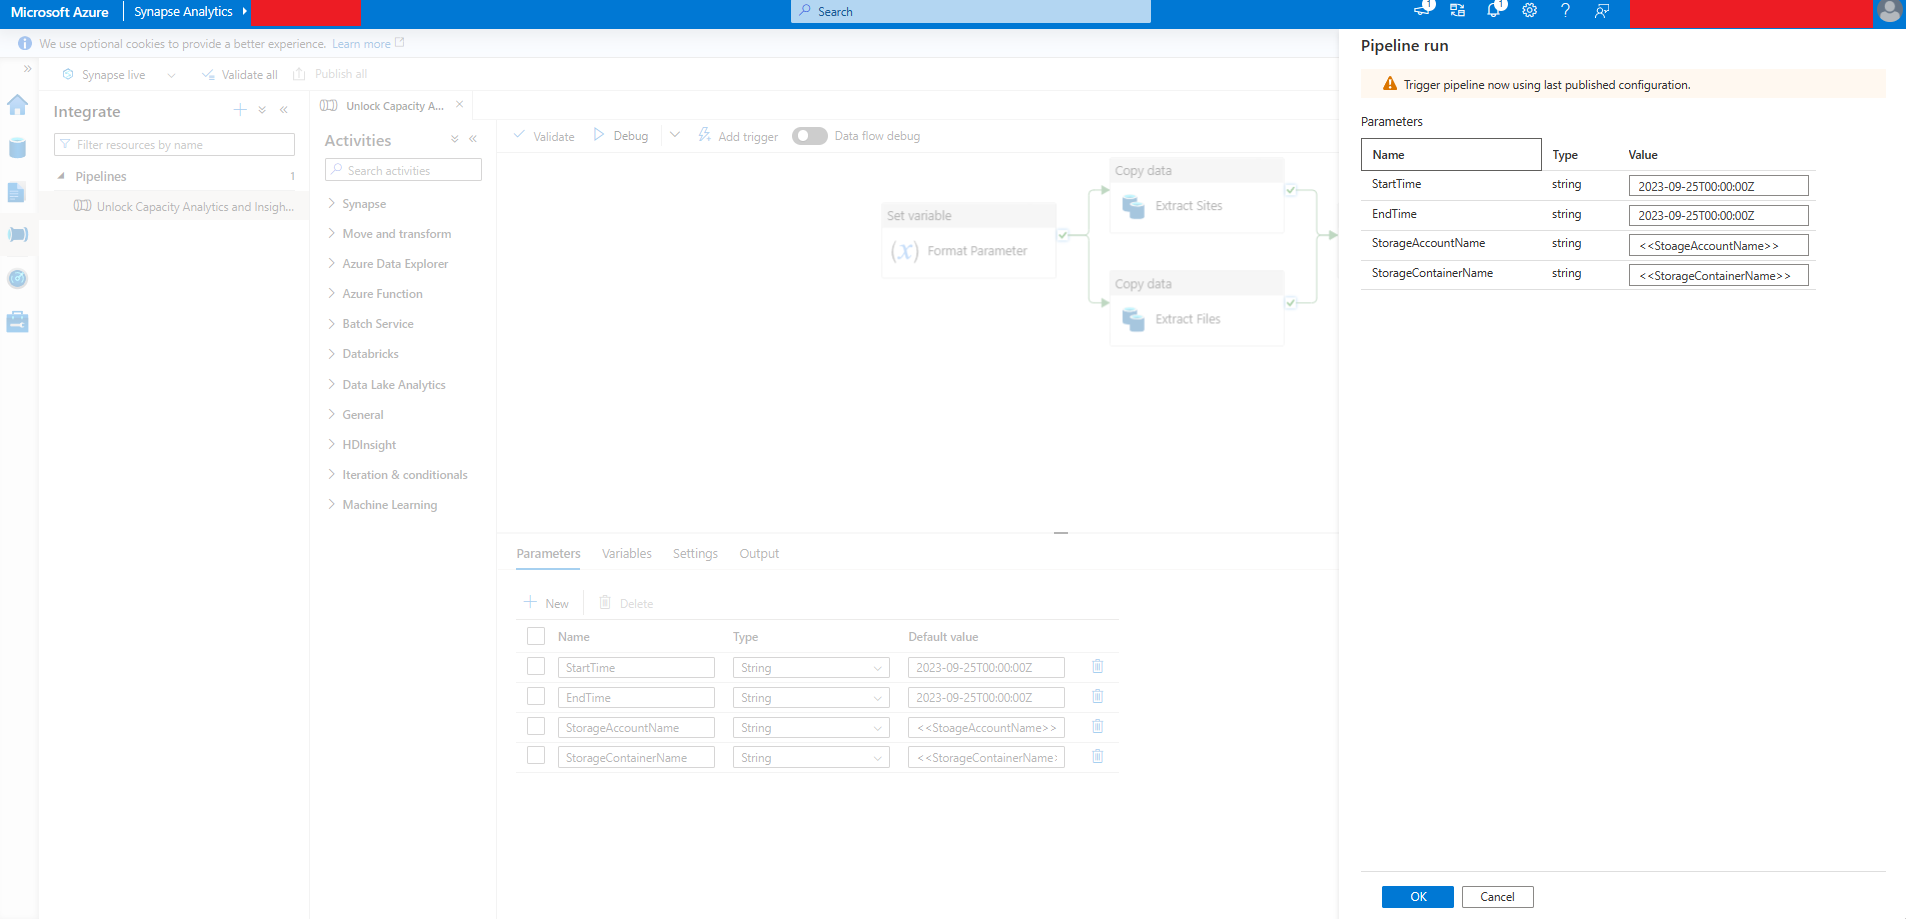 Microsoft Azure
Synapse Analytics
Search
1
1
We use optional cookies to provide a better experience. Learn more
Synapse live
Validate all
Publish all
Integrate
Filter resources by name
Pipelines 1
Unlock Capacity Analytics and Insigh...
Unlock Capacity A...
Activities
Search activities
Synapse
Move and transform
Azure Data Explorer
Azure Function
Batch Service
Databricks
Data Lake Analytics
General
HDInsight
Iteration & conditionals
Machine Learning
Validate
Debug
Add trigger
Data flow debug
Set variable
(x) Format Parameter
Copy data
Extract Sites
Copy data
Extract Files
Parameters Variables Settings Output
New Delete
Name Type Default value
StartTime String 2023-09-25T00:00:00Z
EndTime String 2023-09-25T00:00:00Z
StorageAccountName String <<StoageAccountName>>
StorageContainerName String <<StorageContainerName>
Pipeline run
Trigger pipeline now using last published configuration.
Parameters
Name Type Value
StartTime string 2023-09-25T00:00:00Z
EndTime string 2023-09-25T00:00:00Z
StorageAccountName string <<StoageAccountName>>
StorageContainerName string <<StorageContainerName>>
OK Cancel